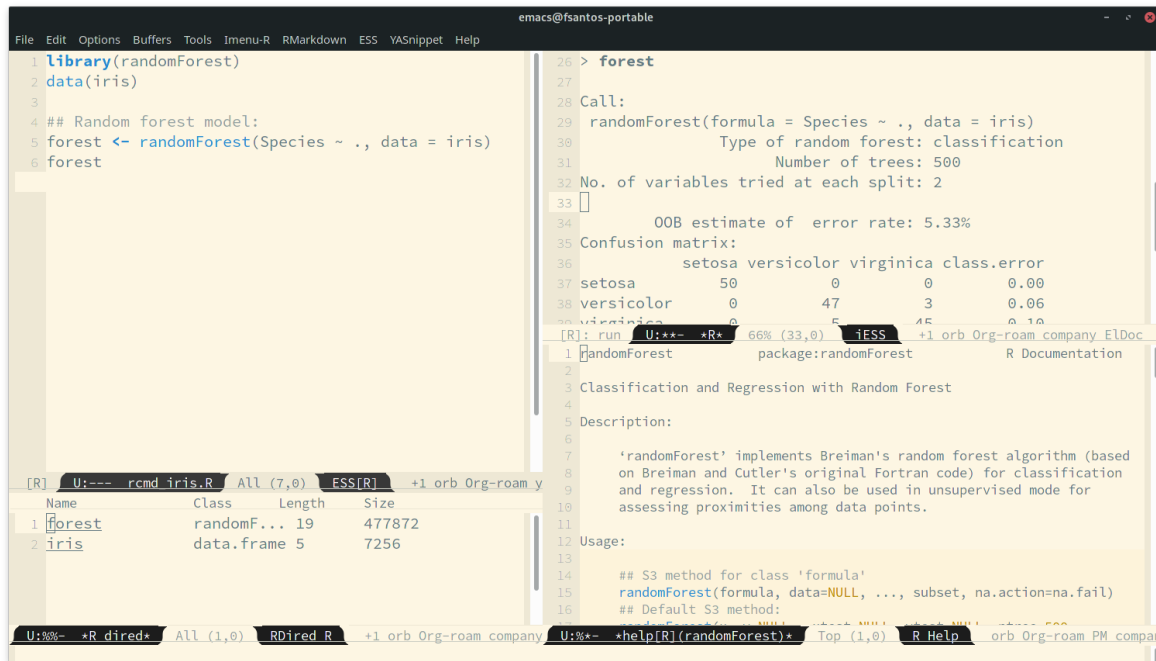 emacs@fsantos-portable
File Edit Options Buffers Tools Imenu-R RMarkdown ESS YASnippet Help
1 library(randomForest)
2 data(iris)
3
4 ## Random forest model:
5 forest <- randomForest(Species ~ ., data = iris)
6 forest
[R] U:--- rcmd_iris.R All (7,0) ESS[R] +1 orb Org-roam y
Name Class Length Size
1 forest randomF... 19 477872
2 iris data.frame 5 7256
U:%%- *R dired* All (1,0) RDired R +1 orb Org-roam company
26 > forest
27
28 Call:
29 randomForest(formula = Species ~ ., data = iris)
30 Type of random forest: classification
31 Number of trees: 500
32 No. of variables tried at each split: 2
33
34 OOB estimate of  error rate: 5.33%
35 Confusion matrix:
36 setosa versicolor virginica class.error
37 setosa 50 0 0 0.00
38 versicolor 0 47 3 0.06
39 virginica 0 5 45 0.10
[R]: run U:**- *R* 66% (33,0) iESS +1 orb Org-roam company ElDoc
1 randomForest package:randomForest R Documentation
2
3 Classification and Regression with Random Forest
4
5 Description:
6
7 ‘randomForest’ implements Breiman's random forest algorithm (based
8 on Breiman and Cutler's original Fortran code) for classification
9 and regression.  It can also be used in unsupervised mode for
10 assessing proximities among data points.
11
12 Usage:
13
14 ## S3 method for class 'formula'
15 randomForest(formula, data=NULL, ..., subset, na.action=na.fail)
16 ## Default S3 method:
U:%*- *help[R](randomForest)* Top (1,0) R Help orb Org-roam PM compan